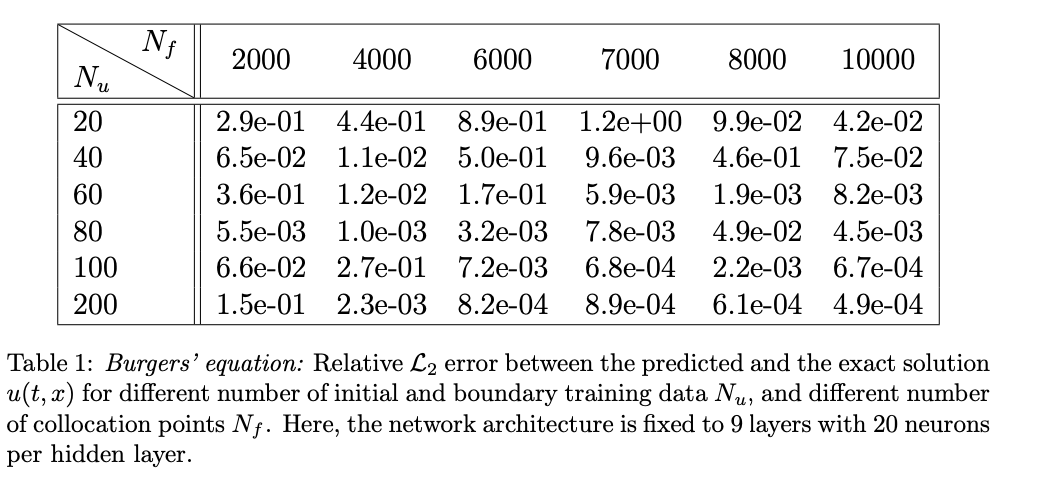 N_f
N_u
2000 4000 6000 7000 8000 10000
20 2.9e-01 4.4e-01 8.9e-01 1.2e+00 9.9e-02 4.2e-02
40 6.5e-02 1.1e-02 5.0e-01 9.6e-03 4.6e-01 7.5e-02
60 3.6e-01 1.2e-02 1.7e-01 5.9e-03 1.9e-03 8.2e-03
80 5.5e-03 1.0e-03 3.2e-03 7.8e-03 4.9e-02 4.5e-03
100 6.6e-02 2.7e-01 7.2e-03 6.8e-04 2.2e-03 6.7e-04
200 1.5e-01 2.3e-03 8.2e-04 8.9e-04 6.1e-04 4.9e-04
Table 1: Burgers' equation: Relative ℒ₂ error between the predicted and the exact solution
u(t, x) for different number of initial and boundary training data N_u, and different number
of collocation points N_f. Here, the network architecture is fixed to 9 layers with 20 neurons
per hidden layer.